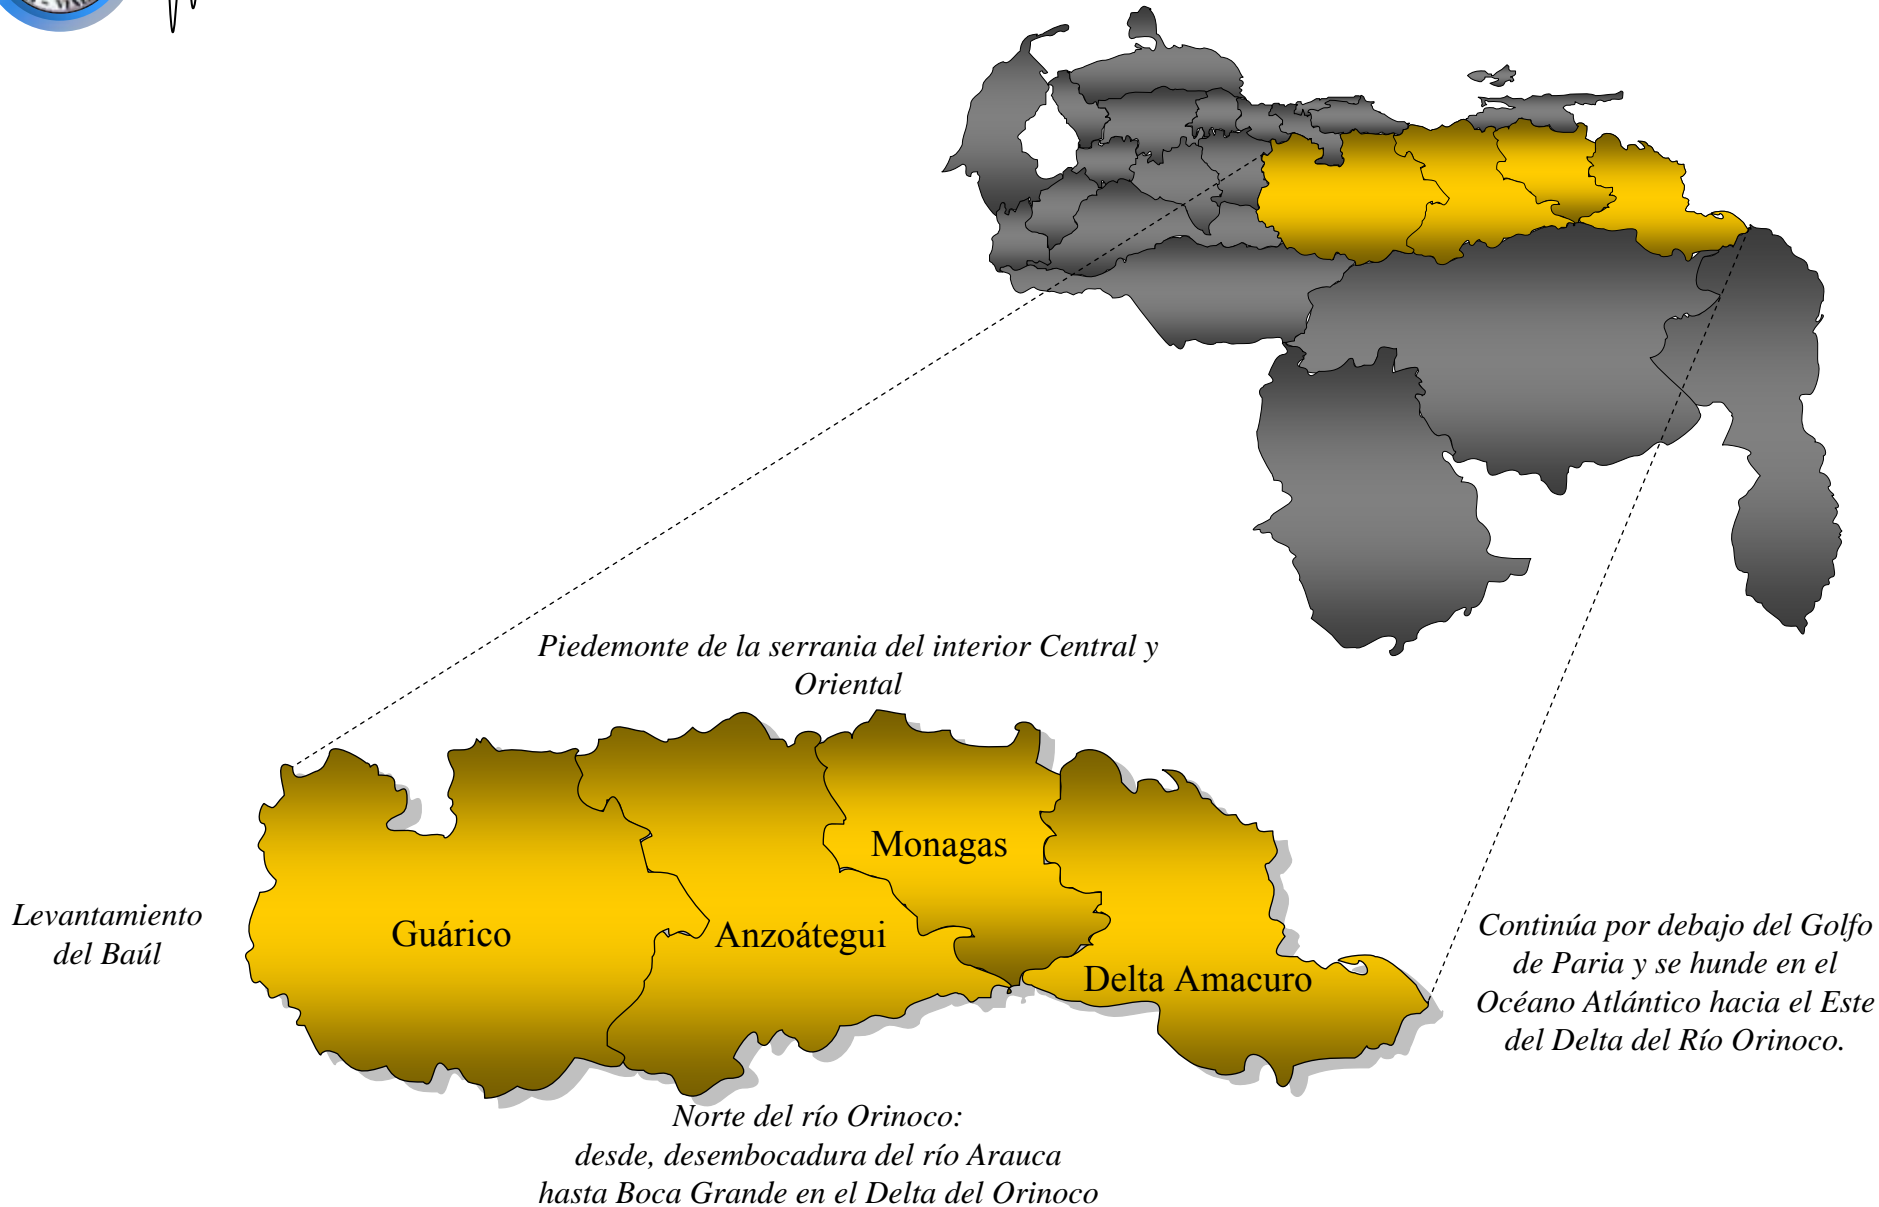 Piedemonte de la serrania del interior Central y
Oriental
Monagas
Guárico
Anzoátegui
Delta Amacuro
Levantamiento
del Baúl
Continúa por debajo del Golfo
de Paria y se hunde en el
Océano Atlántico hacia el Este
del Delta del Río Orinoco.
Norte del río Orinoco:
desde, desembocadura del río Arauca
hasta Boca Grande en el Delta del Orinoco